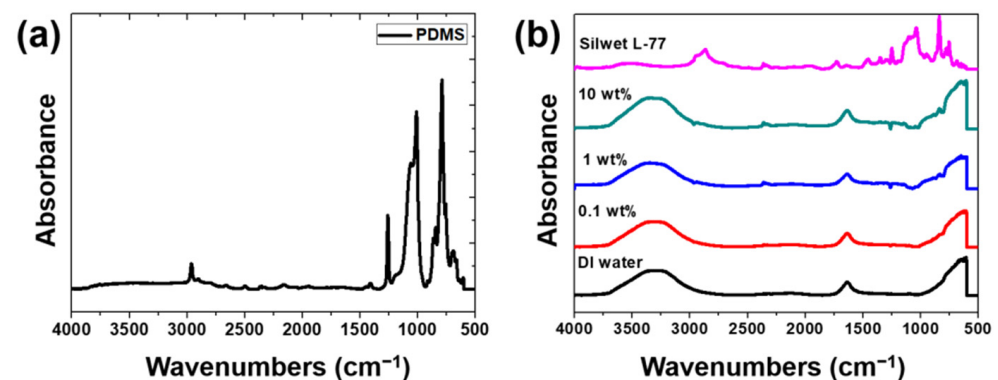 (a)
PDMS
Absorbance
4000 3500 3000 2500 2000 1500 1000 500
Wavenumbers (cm⁻¹)
(b)
Silwet L-77
10 wt%
1 wt%
0.1 wt%
DI water
Absorbance
4000 3500 3000 2500 2000 1500 1000 500
Wavenumbers (cm⁻¹)